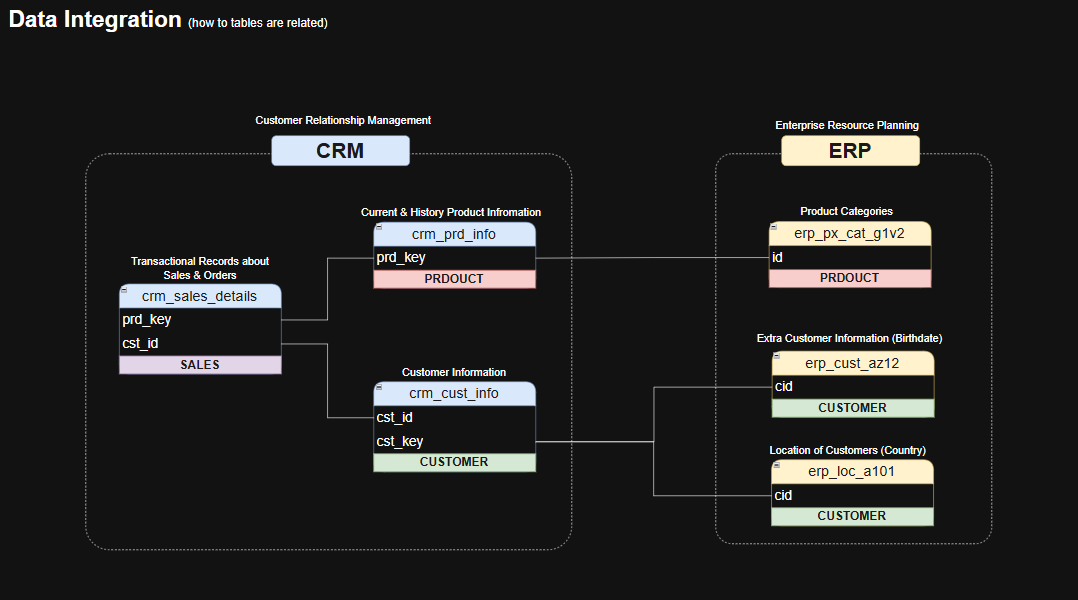 Data Integration (how to tables are related)
Customer Relationship Management
CRM
Current & History Product Infromation
crm_prd_info
prd_key
PRDOUCT
Transactional Records about
Sales & Orders
crm_sales_details
prd_key
cst_id
SALES
Customer Information
crm_cust_info
cst_id
cst_key
CUSTOMER
Enterprise Resource Planning
ERP
Product Categories
erp_px_cat_g1v2
id
PRDOUCT
Extra Customer Information (Birthdate)
erp_cust_az12
cid
CUSTOMER
Location of Customers (Country)
erp_loc_a101
cid
CUSTOMER